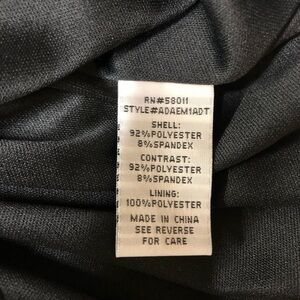 RN#58011
STYLE#ADAEM1ADT
SHELL:
92%POLYESTER
8%SPANDEX
CONTRAST:
92%POLYESTER
8%SPANDEX
LINING:
100%POLYESTER
MADE IN CHINA
SEE REVERSE
FOR CARE